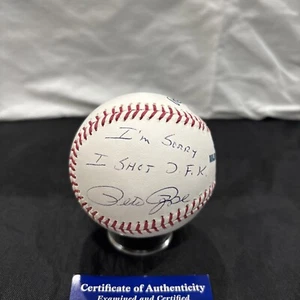 I'm Sorry
I SHOT J.F.K.
Pete Rose
Certificate of Authenticity
Examined and Certified